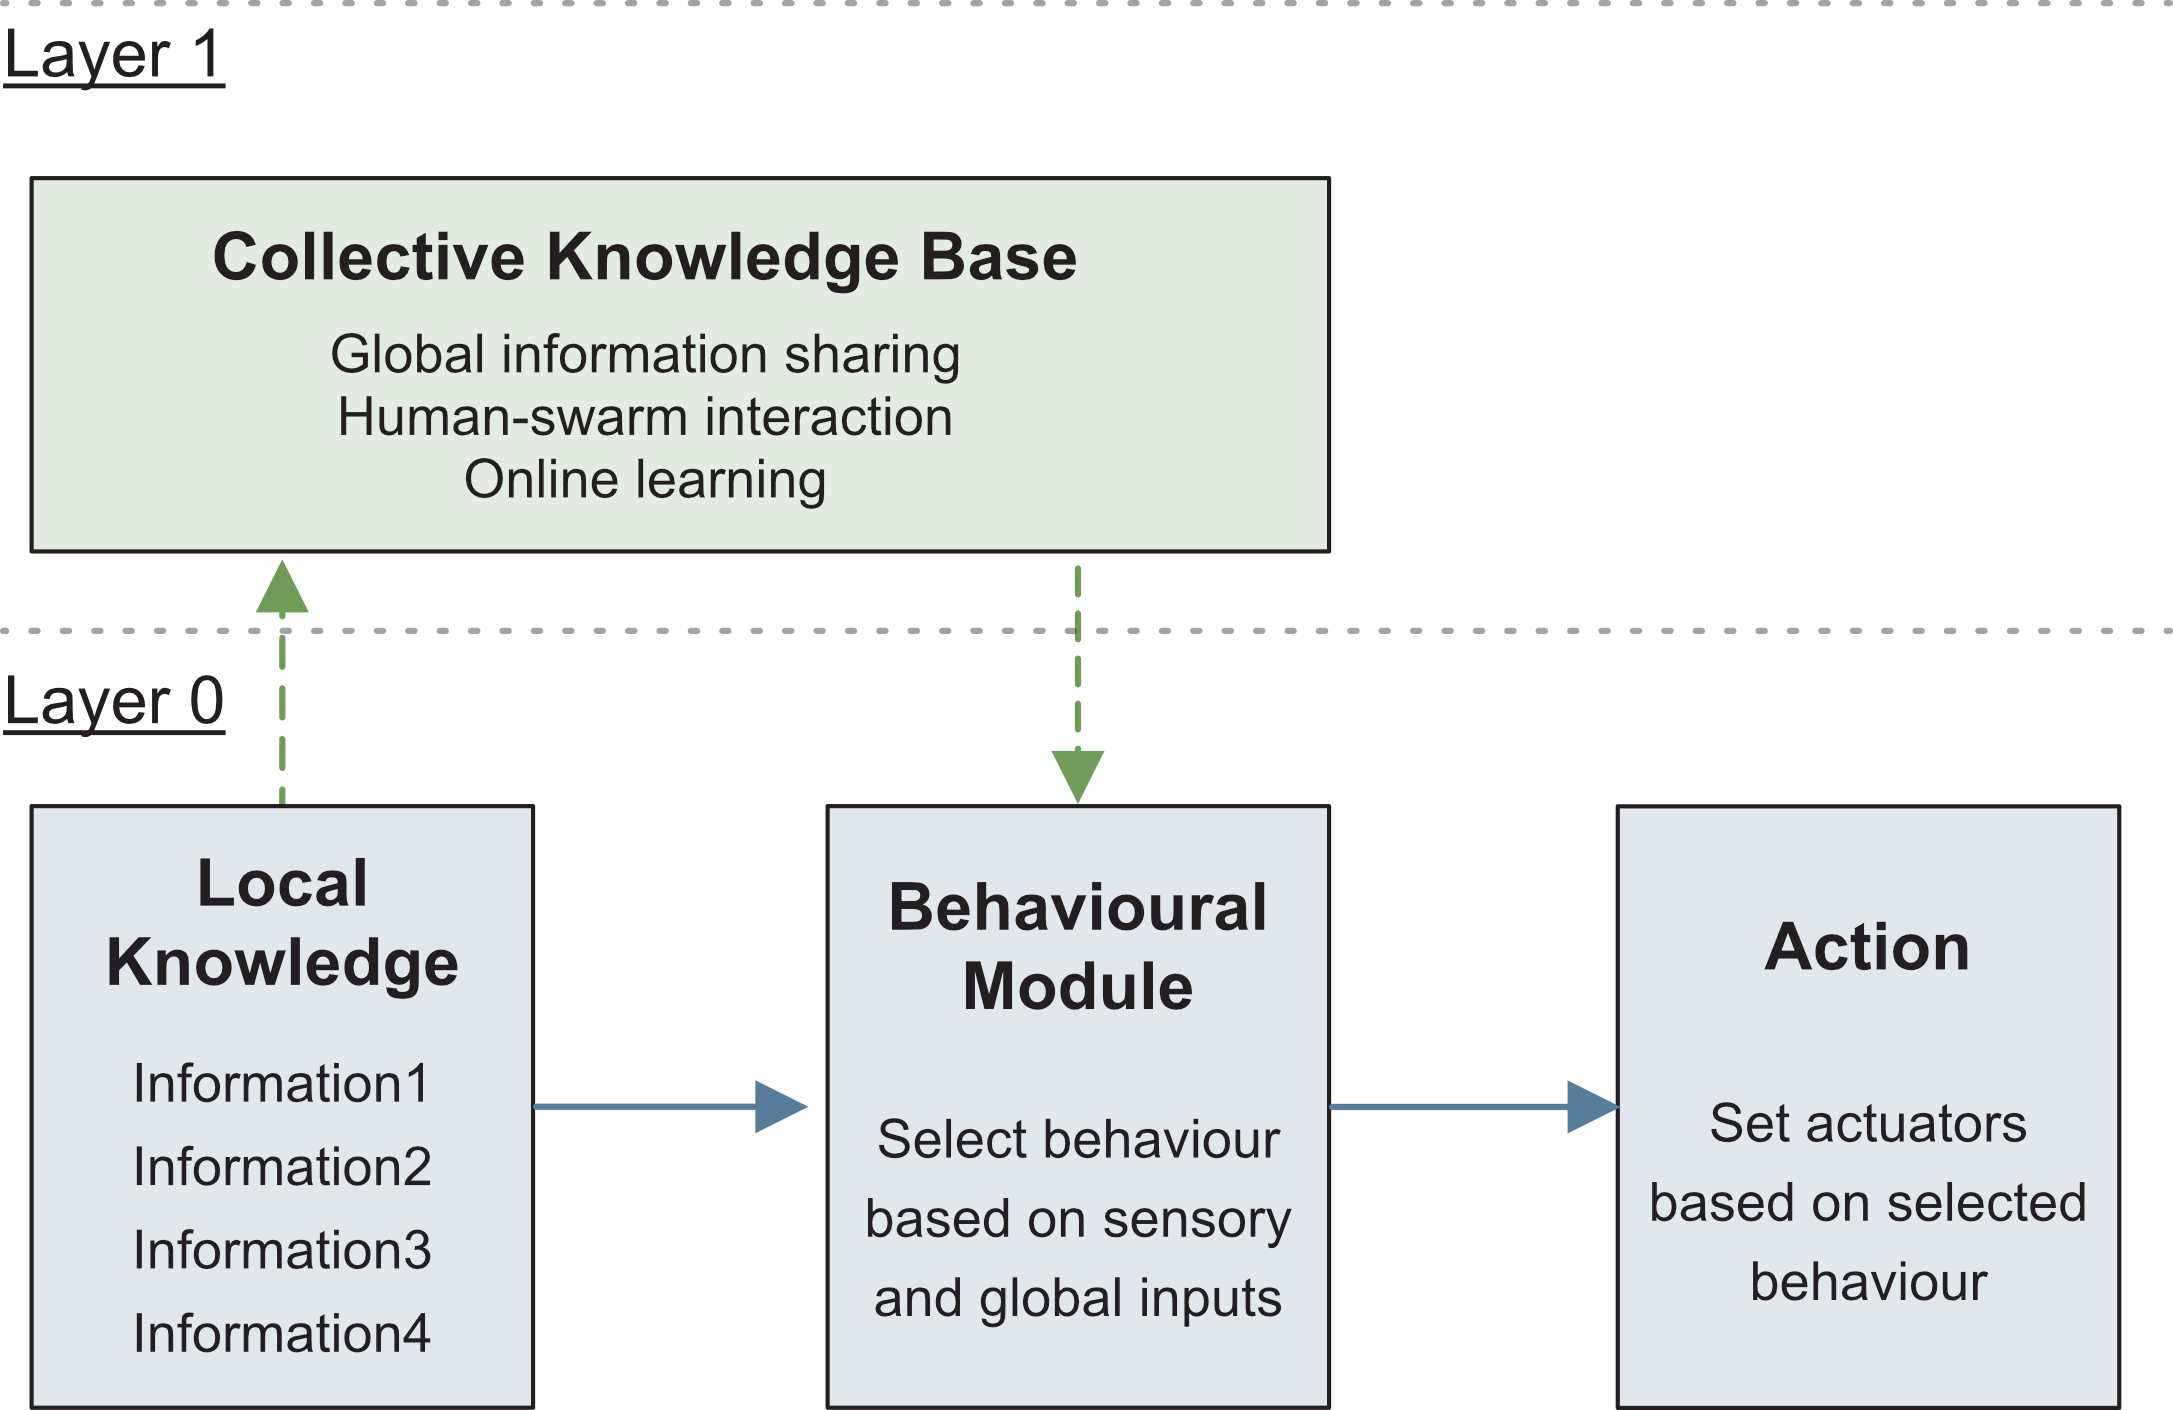 Layer 1
Collective Knowledge Base
Global information sharing
Human-swarm interaction
Online learning
Layer 0
Local
Knowledge
Information1
Information2
Information3
Information4
Behavioural
Module
Select behaviour
based on sensory
and global inputs
Action
Set actuators
based on selected
behaviour